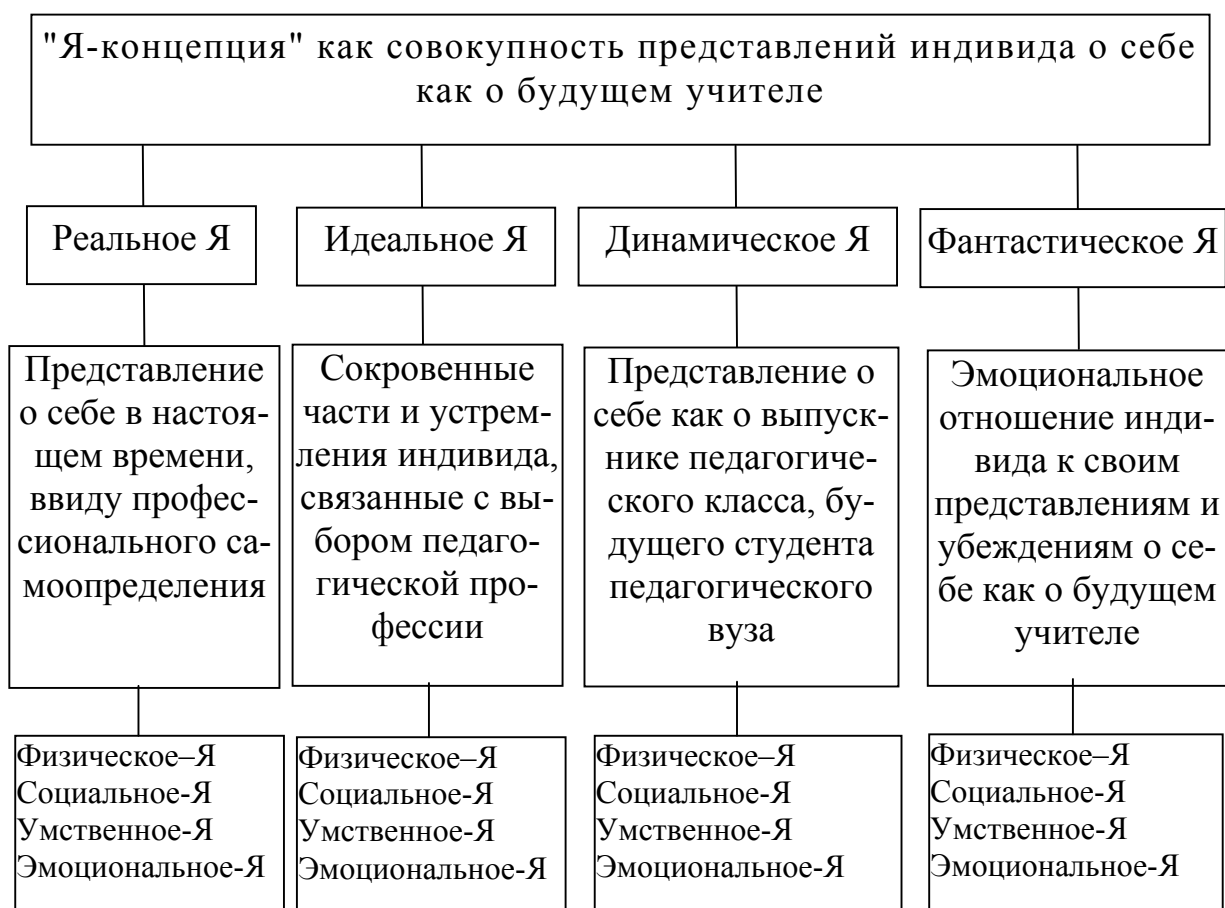 "Я-концепция" как совокупность представлений индивида о себе
как о будущем учителе
Реальное Я
Идеальное Я
Динамическое Я
Фантастическое Я
Представление
о себе в настоя-
щем времени,
ввиду профес-
сионального са-
моопределения
Сокровенные
части и устрем-
ления индивида,
связанные с вы-
бором педаго-
гической про-
фессии
Представление о
себе как о выпуск-
нике педагогиче-
ского класса, бу-
дущего студента
педагогического
вуза
Эмоциональное
отношение инди-
вида к своим
представлениям и
убеждениям о се-
бе как о будущем
учителе
Физическое–Я
Социальное-Я
Умственное-Я
Эмоциональное-Я
Физическое–Я
Социальное-Я
Умственное-Я
Эмоциональное-Я
Физическое–Я
Социальное-Я
Умственное-Я
Эмоциональное-Я
Физическое–Я
Социальное-Я
Умственное-Я
Эмоциональное-Я